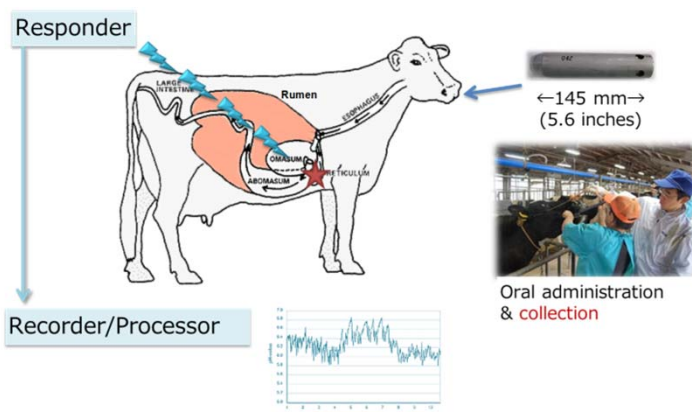 Responder
LARGE
INTESTINE
Rumen
ESOPHAGUS
OMASUM
RETICULUM
ABOMASUM
←145 mm→
(5.6 inches)
Oral administration
& collection
Recorder/Processor